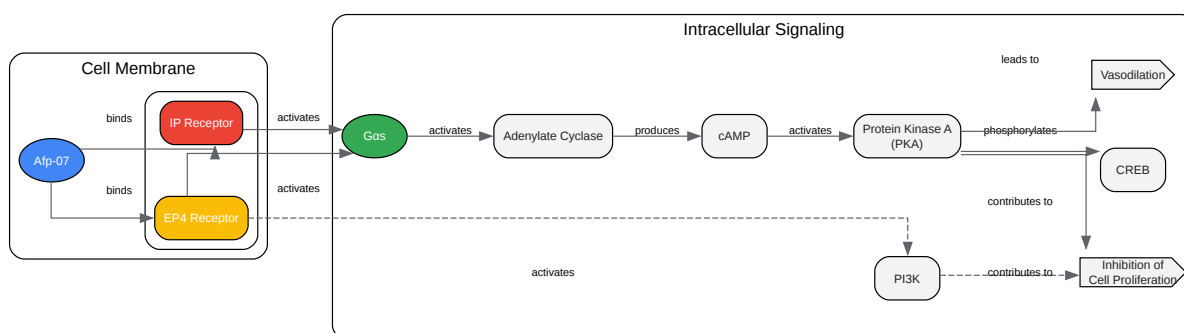 Intracellular Signaling
Cell Membrane
leads to
Vasodilation
binds
IP Receptor
activates
Gαs
activates
Adenylate Cyclase
produces
cAMP
activates
Protein Kinase A
(PKA)
phosphorylates
CREB
Afp-07
binds
EP4 Receptor
activates
contributes to
activates
PI3K
contributes to
Inhibition of
Cell Proliferation